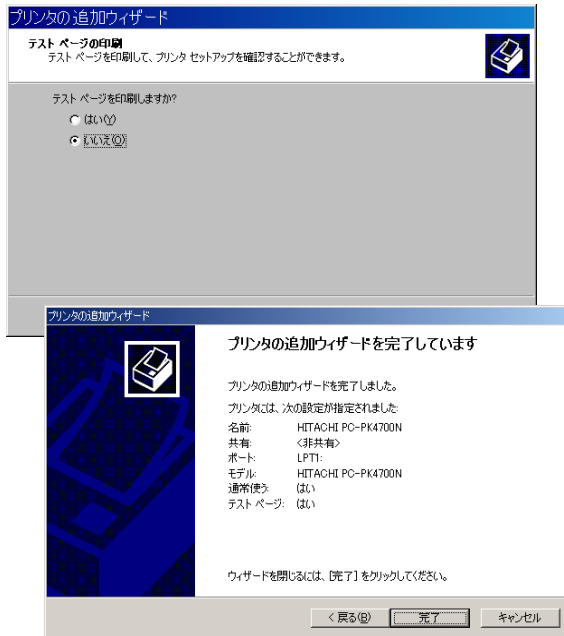 プリンタの追加ウィザード
テスト ページの印刷
テスト ページを印刷して、プリンタ セットアップを確認することができます。
テスト ページを印刷しますか?
はい(Y)
いいえ(O)
プリンタの追加ウィザード
プリンタの追加ウィザードを完了しています
プリンタの追加ウィザードを完了しました。
プリンタには、次の設定が指定されました:
名前: HITACHI PC-PK4700N
共有: <非共有>
ポート: LPT1:
モデル: HITACHI PC-PK4700N
通常使う: はい
テスト ページ: はい
ウィザードを閉じるには、[完了] をクリックしてください。
< 戻る(B) 完了 キャンセル